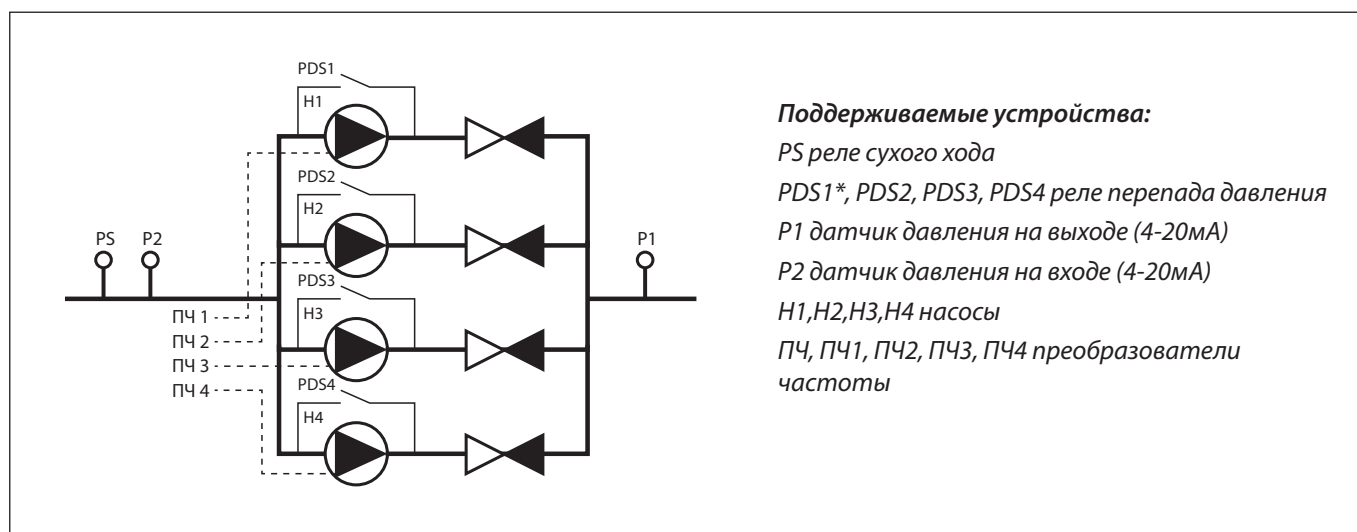 PDS1
H1
PDS2
H2
PS P2
P1
PDS3
ПЧ 1
H3
ПЧ 2
ПЧ 3
PDS4
ПЧ 4
H4
Поддерживаемые устройства:
PS реле сухого хода
PDS1*, PDS2, PDS3, PDS4 реле перепада давления
P1 датчик давления на выходе (4-20мА)
P2 датчик давления на входе (4-20мА)
H1,H2,H3,H4 насосы
ПЧ, ПЧ1, ПЧ2, ПЧ3, ПЧ4 преобразователи
частоты